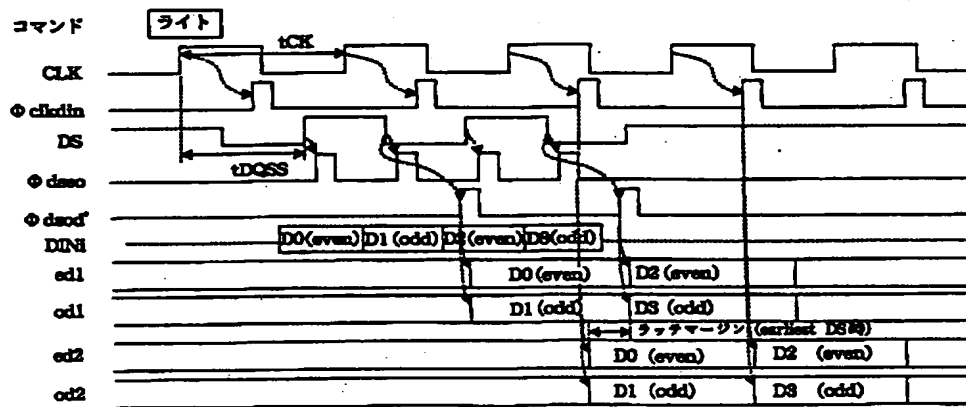 コマンド ライト
tCK
CLK
Φ clkdin
DS
tDQSS
Φ dseo
Φ dsod'
DINi D0(even) D1(odd) D2(even) D3(odd)
ed1 D0(even) D2(even)
od1 D1(odd) D3(odd)
ラッチマージン(earliest DS時)
ed2 D0(even) D2(even)
od2 D1(odd) D3(odd)